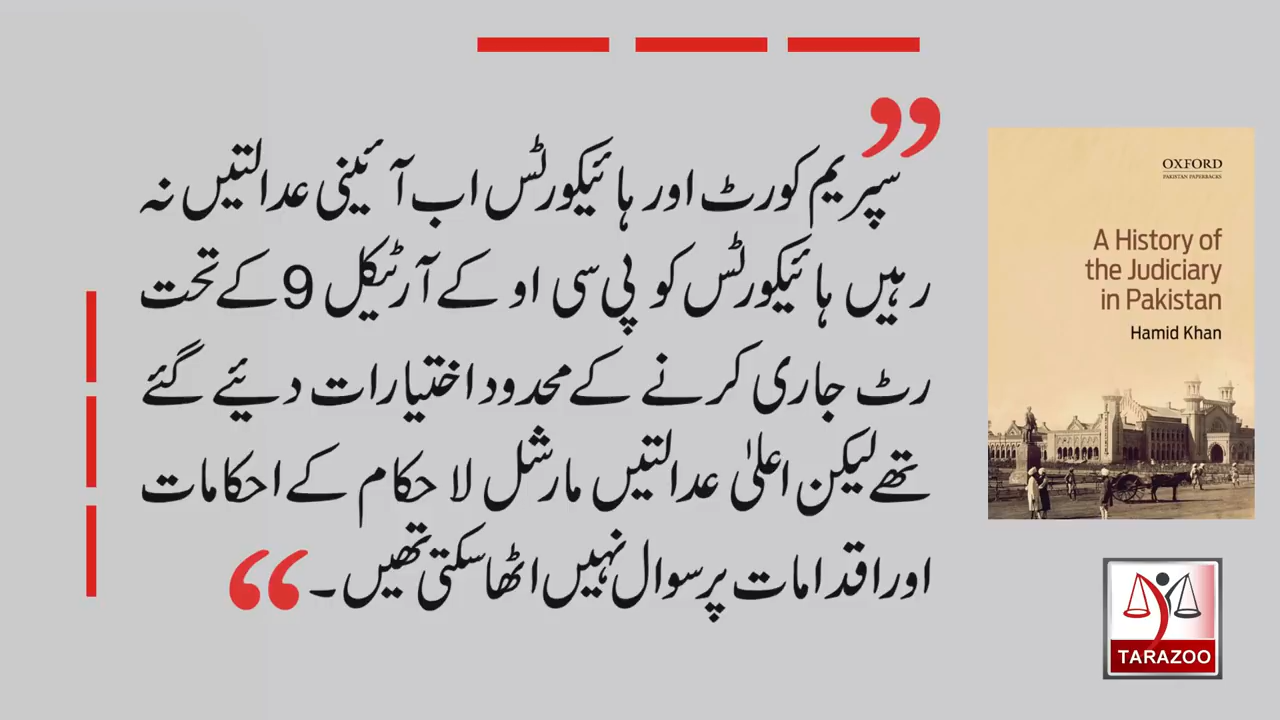 ”سپریم کورٹ اور ہائیکورٹس اب آئینی عدالتیں نہ
رہیں ہائیکورٹس کو پی سی او کے آرٹیکل 9 کے تحت
رٹ جاری کرنے کے محدود اختیارات دئیے گئے
تھے لیکن اعلیٰ عدالتیں مارشل لا حکام کے احکامات
اور اقدامات پر سوال نہیں اٹھا سکتی تھیں۔“
OXFORD
PAKISTAN PAPERBACKS
A History of
the Judiciary
in Pakistan
Hamid Khan
TARAZOO